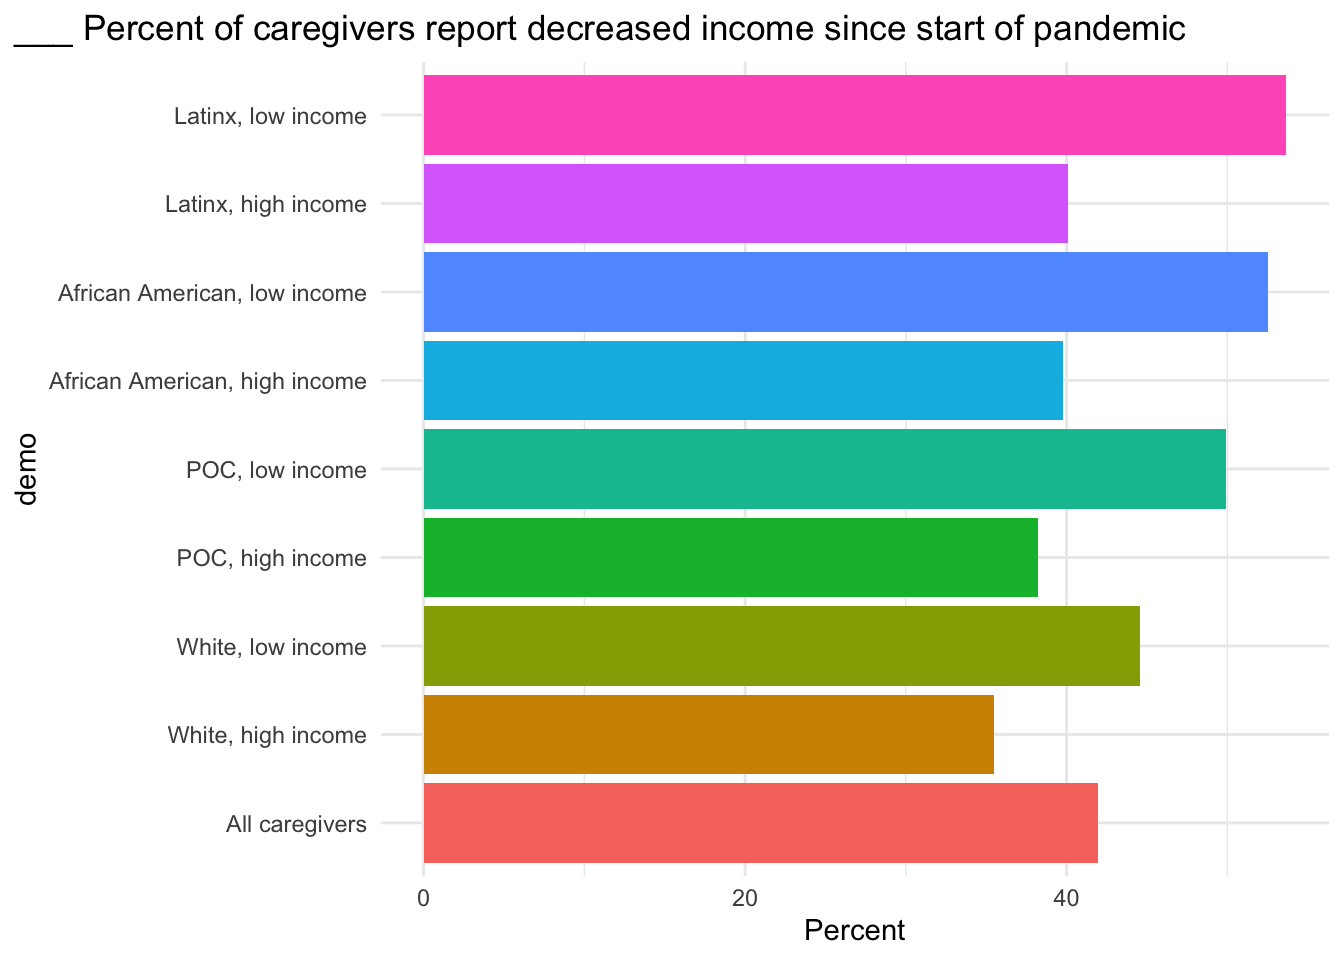 ___ Percent of caregivers report decreased income since start of pandemic
Latinx, low income
Latinx, high income
African American, low income
African American, high income
POC, low income
POC, high income
White, low income
White, high income
All caregivers
demo
0 20 40
Percent